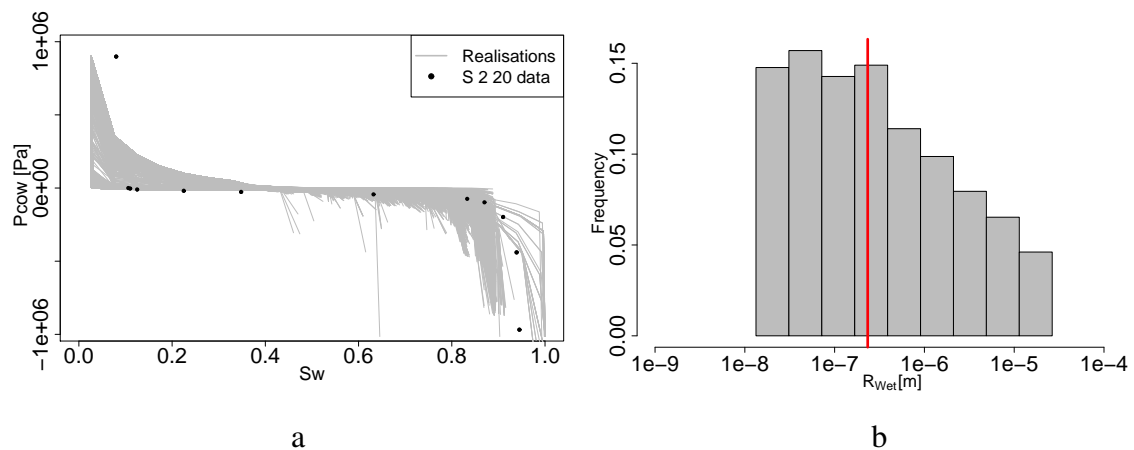 1e+06
0e+00
−1e+06
Pcow [Pa]
Realisations
S 2 20 data
0.0 0.2 0.4 0.6 0.8 1.0
Sw
a
0.15
0.10
0.05
0.00
Frequency
1e−9 1e−8 1e−7 1e−6 1e−5 1e−4
RWet[m]
b